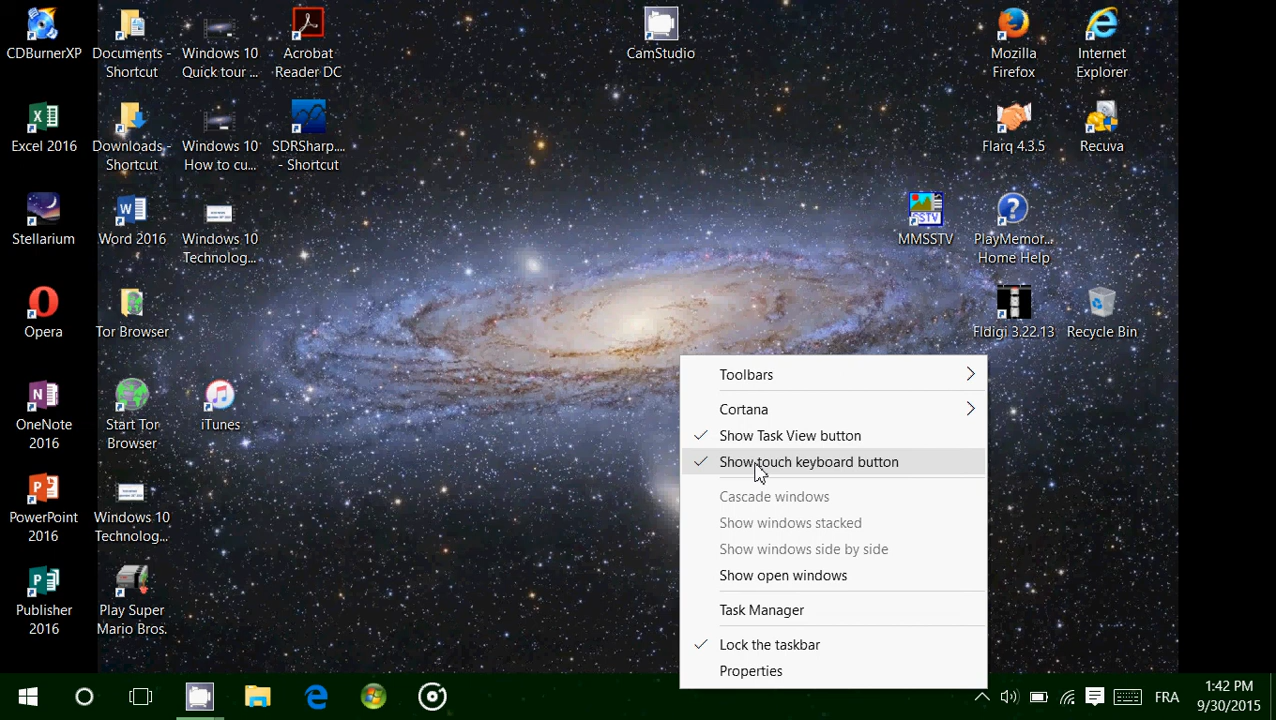 CDBurnerXP
Documents -
Shortcut
Windows 10
Quick tour ...
Acrobat
Reader DC
CamStudio
Mozilla
Firefox
Internet
Explorer
Excel 2016
Downloads -
Shortcut
Windows 10
How to cu...
SDRSharp....
- Shortcut
Flarq 4.3.5
Recuva
Stellarium
Word 2016
Windows 10
Technolog...
SSTV
MMSSTV
PlayMemor...
Home Help
Opera
Tor Browser
Fldigi 3.22.13
Recycle Bin
OneNote
2016
Start Tor
Browser
iTunes
PowerPoint
2016
Windows 10
Technolog...
Publisher
2016
Play Super
Mario Bros.
Toolbars
Cortana
Show Task View button
Show touch keyboard button
Cascade windows
Show windows stacked
Show windows side by side
Show open windows
Task Manager
Lock the taskbar
Properties
FRA
1:42 PM
9/30/2015